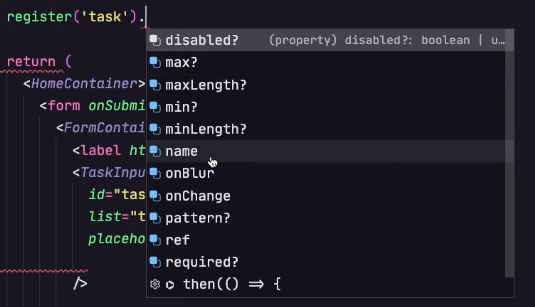 register('task').
disabled? (property) disabled?: boolean | u…
return (
max?
<HomeContainer>
maxLength?
<form onSubmi
min?
<FormContai
minLength?
<label ht
name
<TaskInpu
onBlur
id="tas
onChange
list="t
pattern?
placeho
ref
required?
/>
then(() => {